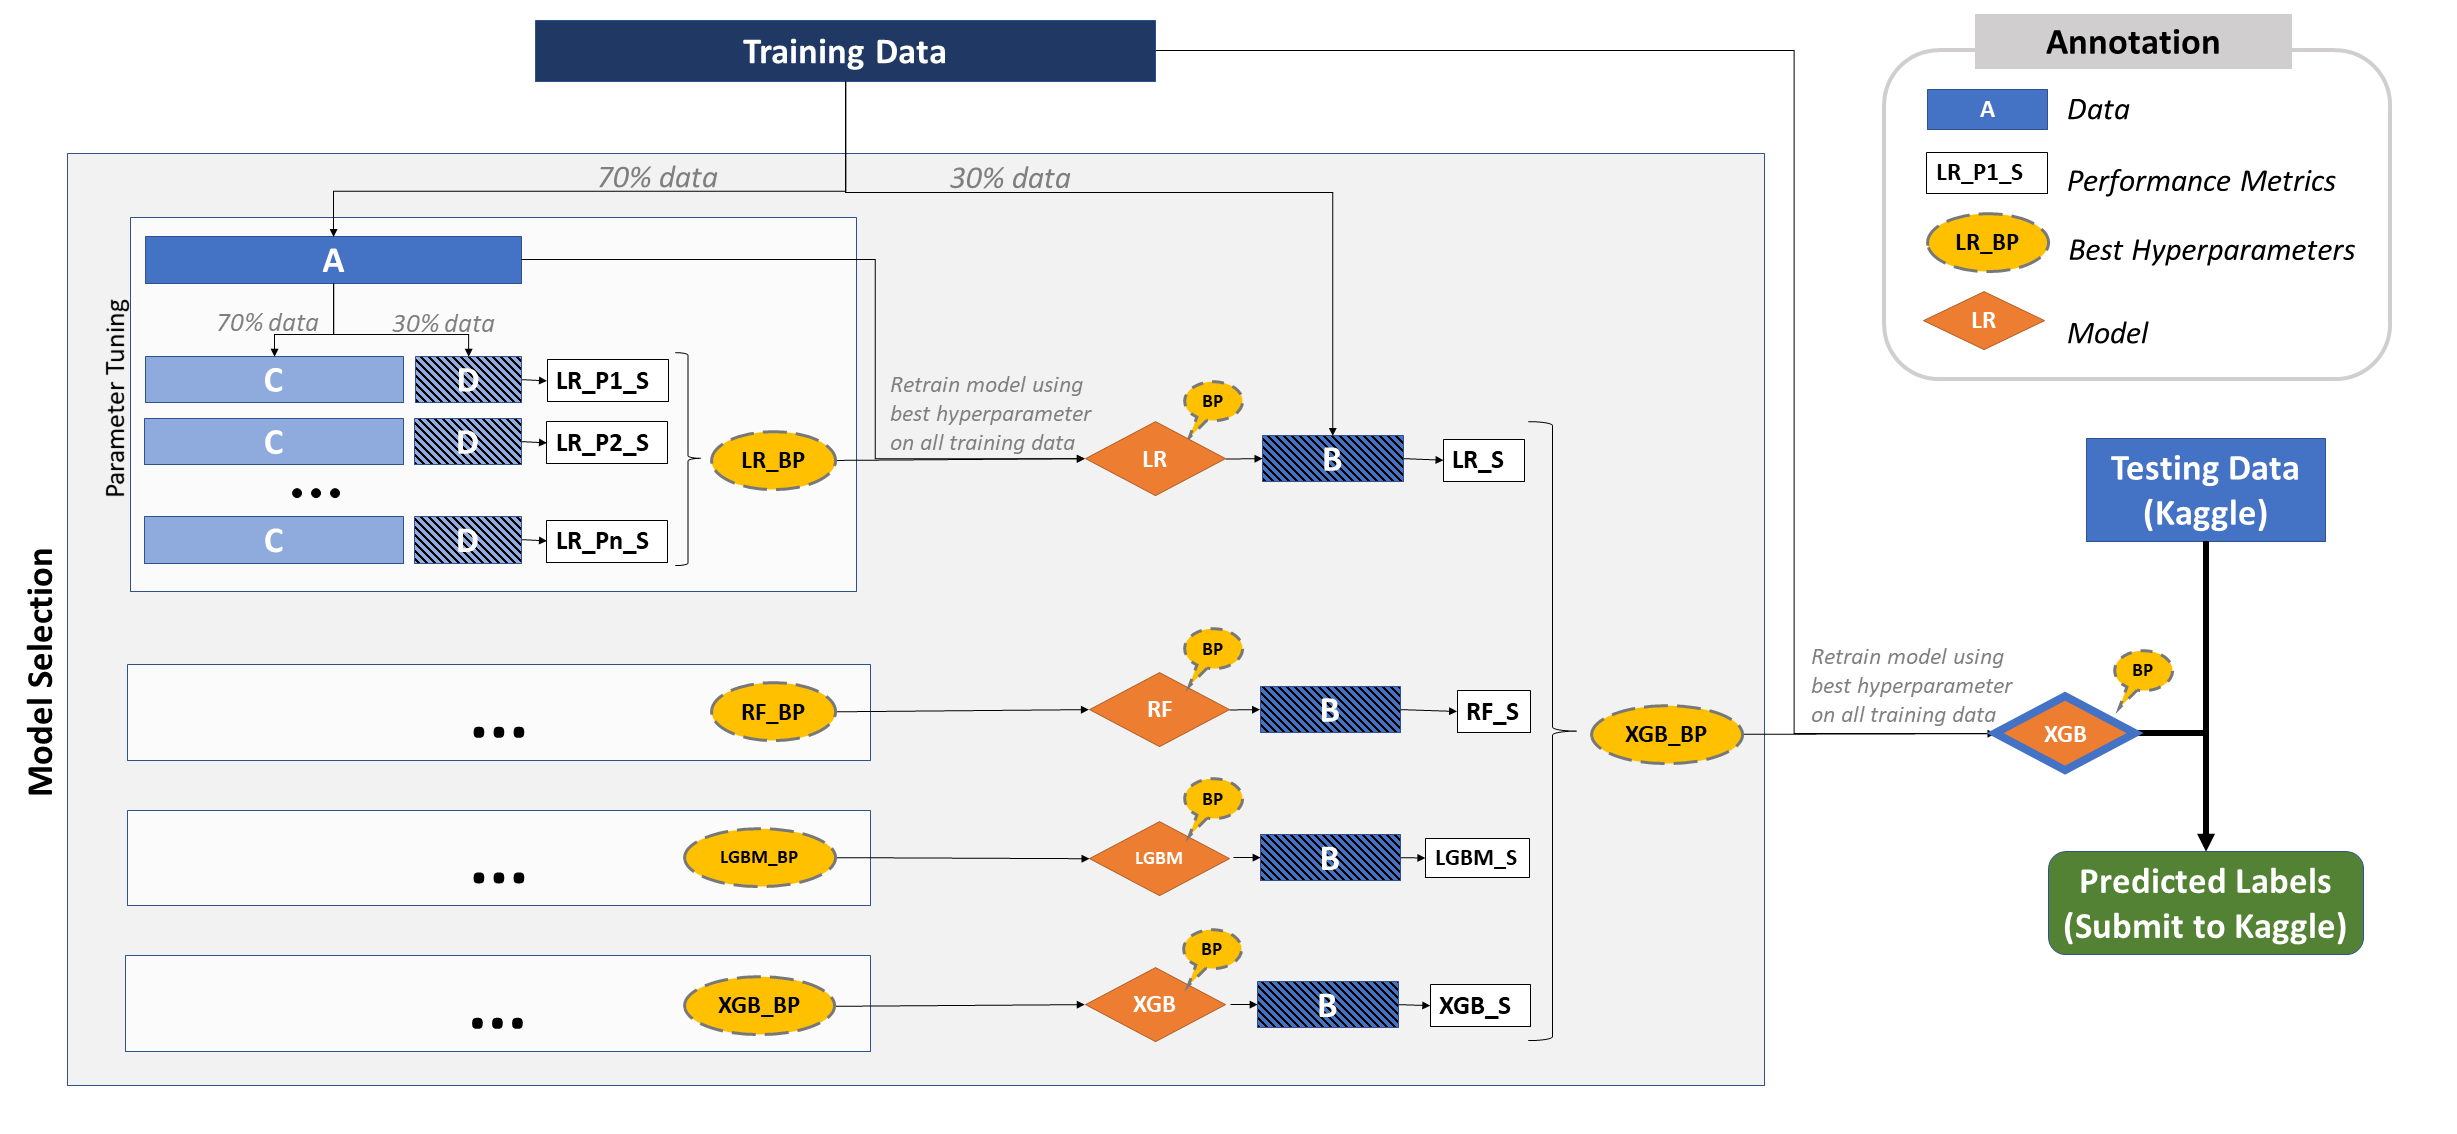 Training Data
Annotation
A
Data
LR_P1_S
Performance Metrics
LR_BP
Best Hyperparameters
LR
Model
Model Selection
70% data
30% data
Parameter Tuning
A
70% data
30% data
C
D
LR_P1_S
C
D
LR_P2_S
...
C
D
LR_Pn_S
LR_BP
Retrain model using
best hyperparameter
on all training data
BP
LR
B
LR_S
...
RF_BP
BP
RF
B
RF_S
...
LGBM_BP
BP
LGBM
B
LGBM_S
...
XGB_BP
BP
XGB
B
XGB_S
XGB_BP
Retrain model using
best hyperparameter
on all training data
BP
XGB
Testing Data
(Kaggle)
Predicted Labels
(Submit to Kaggle)